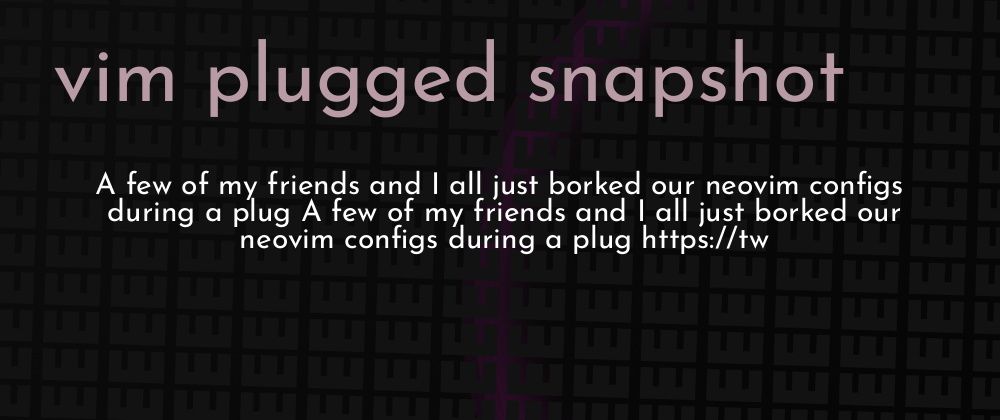 vim plugged snapshot
A few of my friends and I all just borked our neovim configs
during a plug A few of my friends and I all just borked our
neovim configs during a plug https://tw